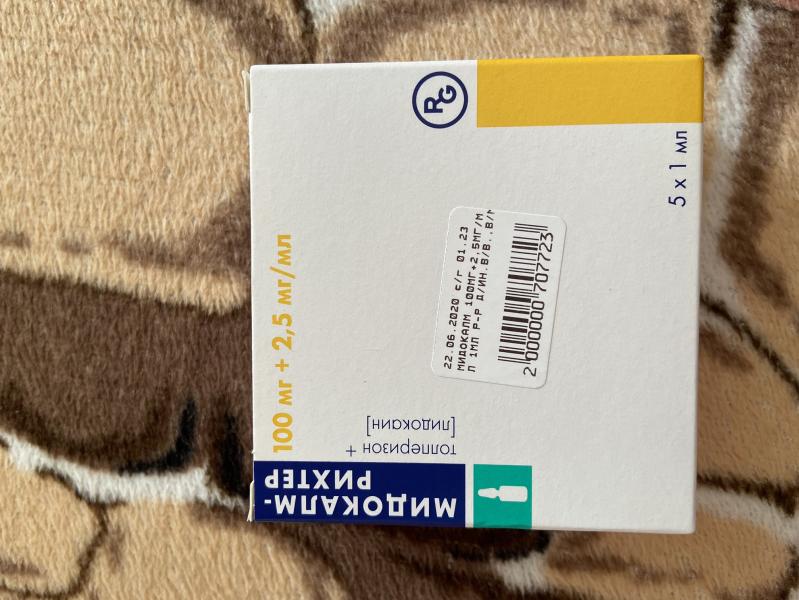 МИДОКАЛМ-
РИХТЕР
толперизон +
[лидокаин]
100 мг + 2,5 мг/мл
RG
5 x 1 мл
22.06.2020 с/г 01.23
МИДОКАЛМ 100МГ+2,5МГ/М
Л 1МЛ Р-Р Д/ИН.В/В..В/М
2 000000 707723